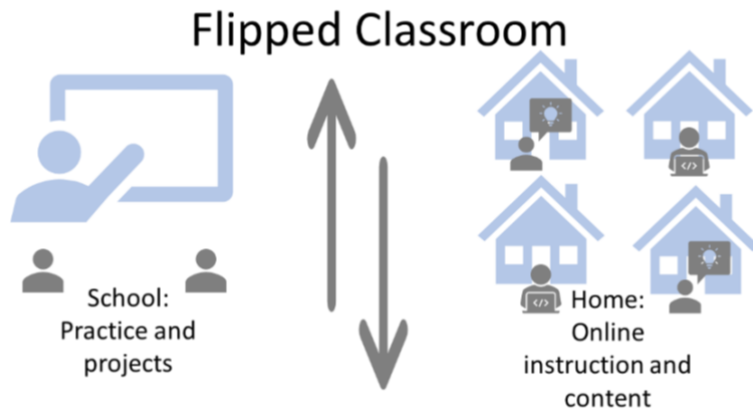 Flipped Classroom
School:
Practice and
projects
Home:
Online
instruction and
content